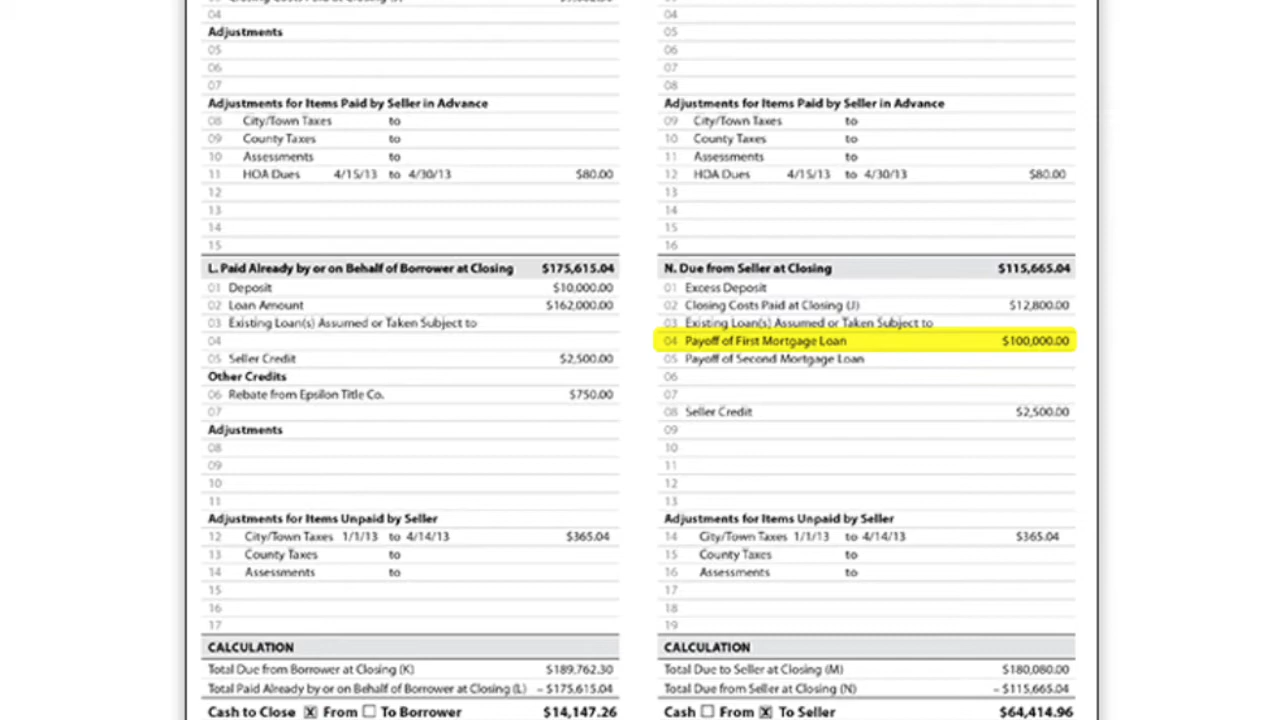 04
Adjustments
05
06
07
Adjustments for Items Paid by Seller in Advance
08 City/Town Taxes to
09 County Taxes to
10 Assessments to
11 HOA Dues 4/15/13 to 4/30/13 $80.00
12
13
14
15
L. Paid Already by or on Behalf of Borrower at Closing $175,615.04
01 Deposit $10,000.00
02 Loan Amount $162,000.00
03 Existing Loan(s) Assumed or Taken Subject to
04
05 Seller Credit $2,500.00
Other Credits
06 Rebate from Epsilon Title Co. $750.00
07
Adjustments
08
09
10
11
Adjustments for Items Unpaid by Seller
12 City/Town Taxes 1/1/13 to 4/14/13 $365.04
13 County Taxes to
14 Assessments to
15
16
17
CALCULATION
Total Due from Borrower at Closing (K) $189,762.30
Total Paid Already by or on Behalf of Borrower at Closing (L) – $175,615.04
Cash to Close ☒ From ☐ To Borrower $14,147.26
04
05
06
07
08
Adjustments for Items Paid by Seller in Advance
09 City/Town Taxes to
10 County Taxes to
11 Assessments to
12 HOA Dues 4/15/13 to 4/30/13 $80.00
13
14
15
16
N. Due from Seller at Closing $115,665.04
01 Excess Deposit
02 Closing Costs Paid at Closing (J) $12,800.00
03 Existing Loan(s) Assumed or Taken Subject to
04 Payoff of First Mortgage Loan $100,000.00
05 Payoff of Second Mortgage Loan
06
07
08 Seller Credit $2,500.00
09
10
11
12
13
Adjustments for Items Unpaid by Seller
14 City/Town Taxes 1/1/13 to 4/14/13 $365.04
15 County Taxes to
16 Assessments to
17
18
19
CALCULATION
Total Due to Seller at Closing (M) $180,080.00
Total Due from Seller at Closing (N) – $115,665.04
Cash ☐ From ☒ To Seller $64,414.96